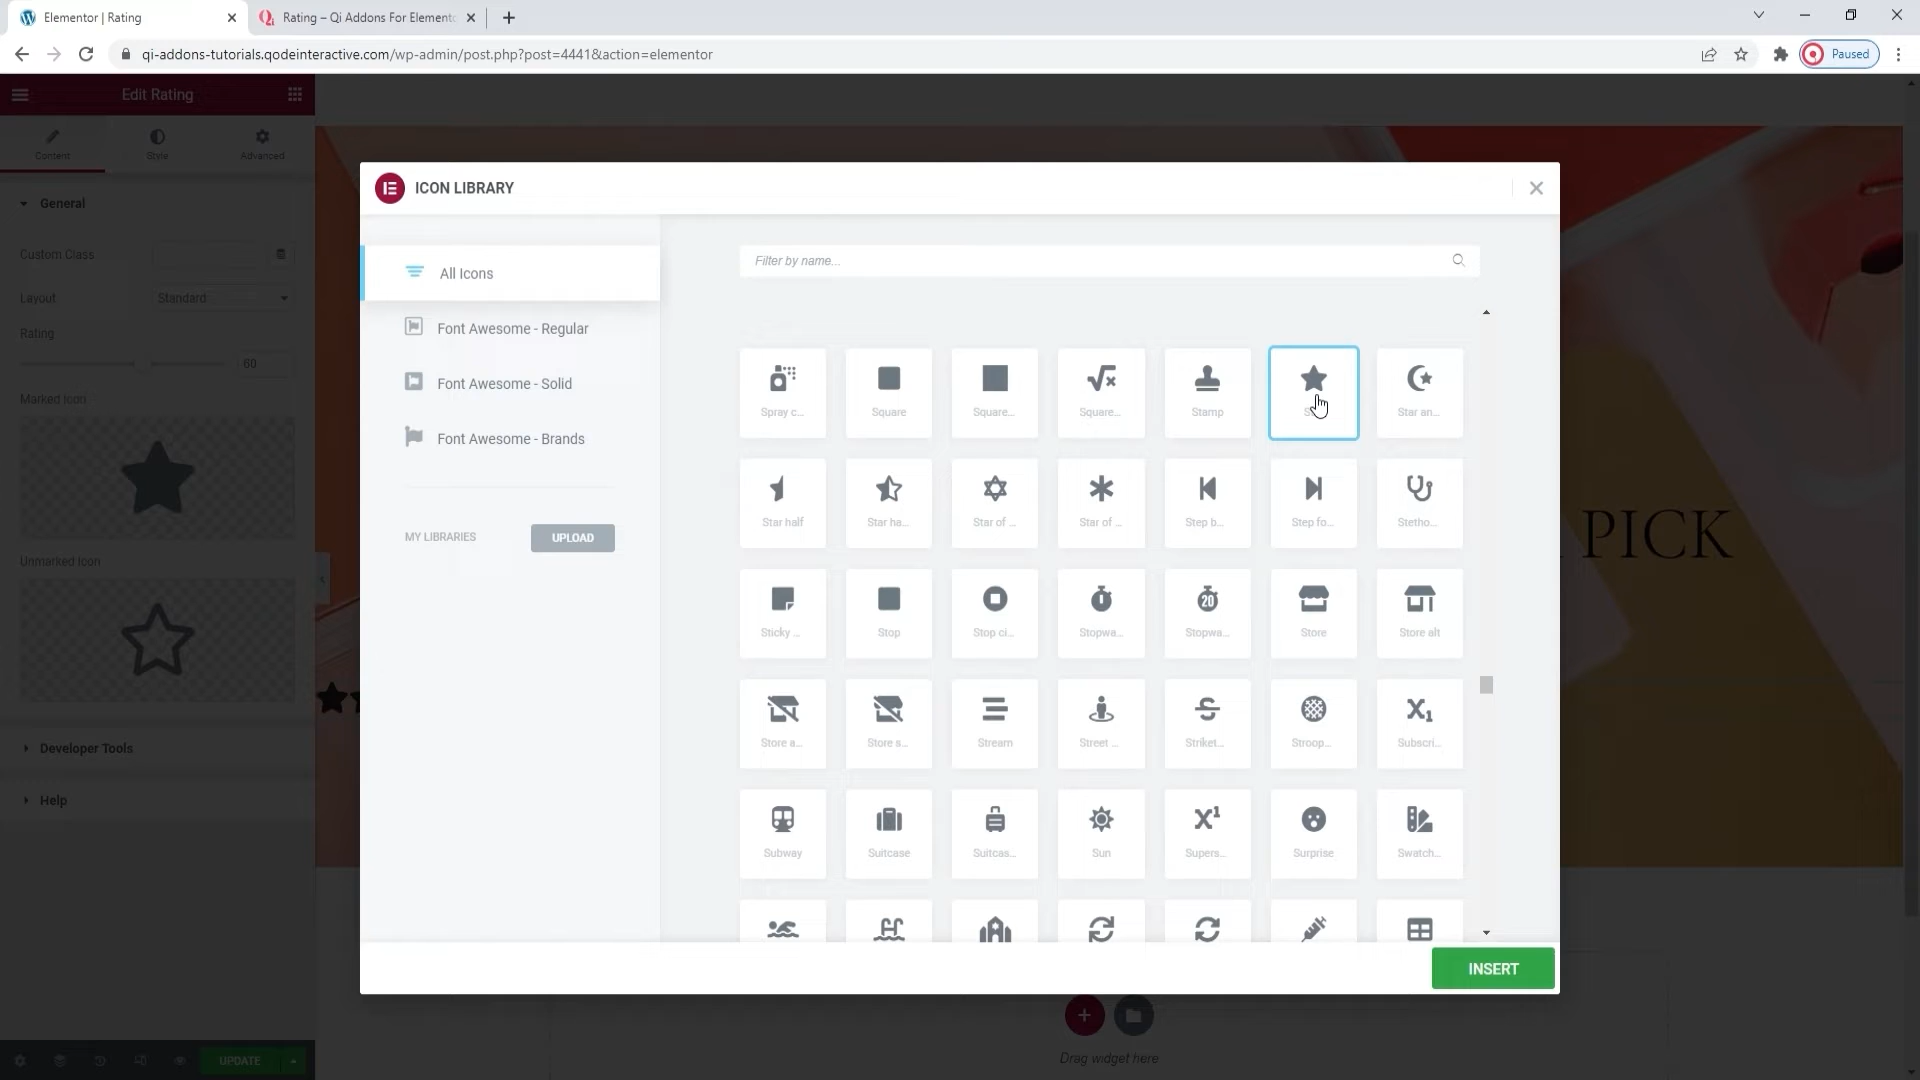 Elementor | Rating
Rating – Qi Addons For Elemento
qi-addons-tutorials.qodeinteractive.com/wp-admin/post.php?post=4441&action=elementor
Paused
Edit Rating
Content
Style
Advanced
General
Custom Class
Layout
Standard
Rating
60
Marked Icon
Unmarked Icon
Developer Tools
Help
UPDATE
ICON LIBRARY
All Icons
Font Awesome - Regular
Font Awesome - Solid
Font Awesome - Brands
MY LIBRARIES
UPLOAD
Filter by name...
Spray c...
Square
Square...
Square...
Stamp
Star an...
Star half
Star ha...
Star of ...
Star of ...
Step b...
Step fo...
Stetho...
Sticky ...
Stop
Stop ci...
Stopwa...
20
Stopwa...
Store
Store alt
Store a...
Store s...
Stream
Street ...
Striket...
Stroop...
Subscri...
Subway
Suitcase
Suitcas...
Sun
Supers...
Surprise
Swatch...
INSERT
PICK
Drag widget here